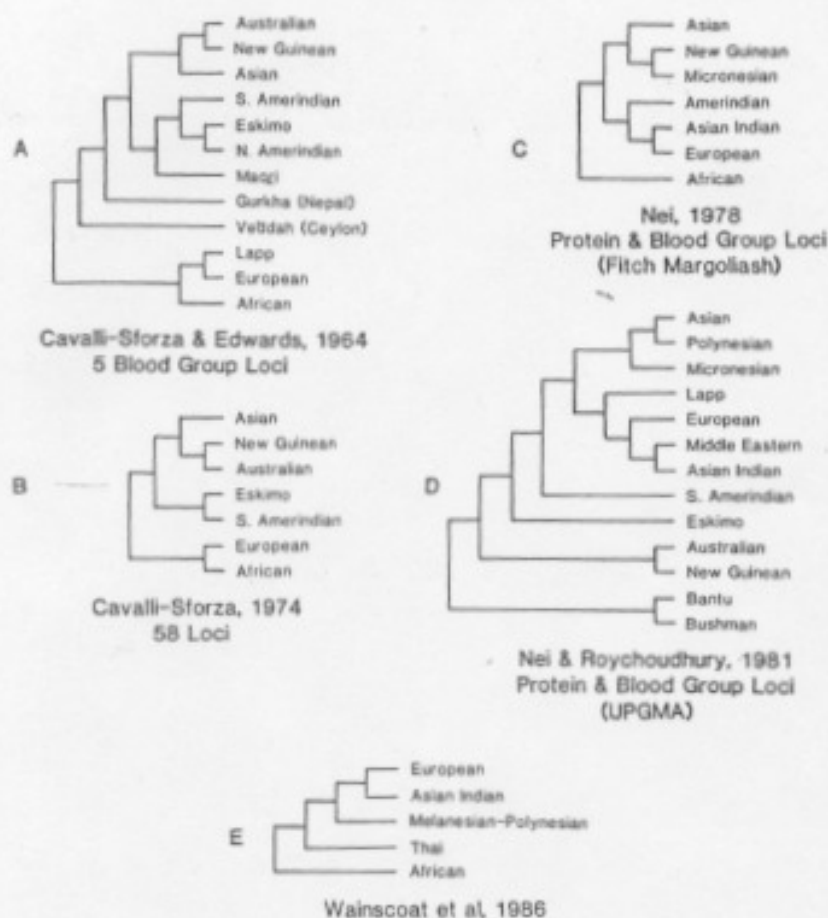 A
Australian
New Guinean
Asian
S. Amerindian
Eskimo
N. Amerindian
Maori
Gurkha (Nepal)
Veddah (Ceylon)
Lapp
European
African
Cavalli-Sforza & Edwards, 1964
5 Blood Group Loci
B
Asian
New Guinean
Australian
Eskimo
S. Amerindian
European
African
Cavalli-Sforza, 1974
58 Loci
C
Asian
New Guinean
Micronesian
Amerindian
Asian Indian
European
African
Nei, 1978
Protein & Blood Group Loci
(Fitch Margoliash)
D
Asian
Polynesian
Micronesian
Lapp
European
Middle Eastern
Asian Indian
S. Amerindian
Eskimo
Australian
New Guinean
Bantu
Bushman
Nei & Roychoudhury, 1981
Protein & Blood Group Loci
(UPGMA)
E
European
Asian Indian
Melanesian-Polynesian
Thai
African
Wainscoat et al, 1986